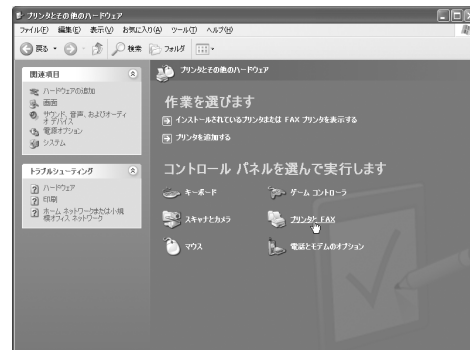 プリンタとその他のハードウェア
ファイル(F) 編集(E) 表示(V) お気に入り(A) ツール(T) ヘルプ(H)
戻る 検索 フォルダ
関連項目
ハードウェアの追加
画面
サウンド、音声、およびオーディ
オ デバイス
電源オプション
システム
トラブルシューティング
ハードウェア
印刷
ホーム ネットワークまたは小規
模オフィス ネットワーク
プリンタとその他のハードウェア
作業を選びます
インストールされているプリンタまたは FAX プリンタを表示する
プリンタを追加する
コントロール パネルを選んで実行します
キーボード
ゲーム コントローラ
スキャナとカメラ
プリンタと FAX
マウス
電話とモデムのオプション